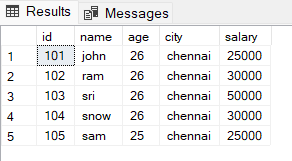 Results Messages
id name age city salary
1 101 john 26 chennai 25000
2 102 ram 26 chennai 30000
3 103 sri 26 chennai 50000
4 104 snow 26 chennai 30000
5 105 sam 25 chennai 25000